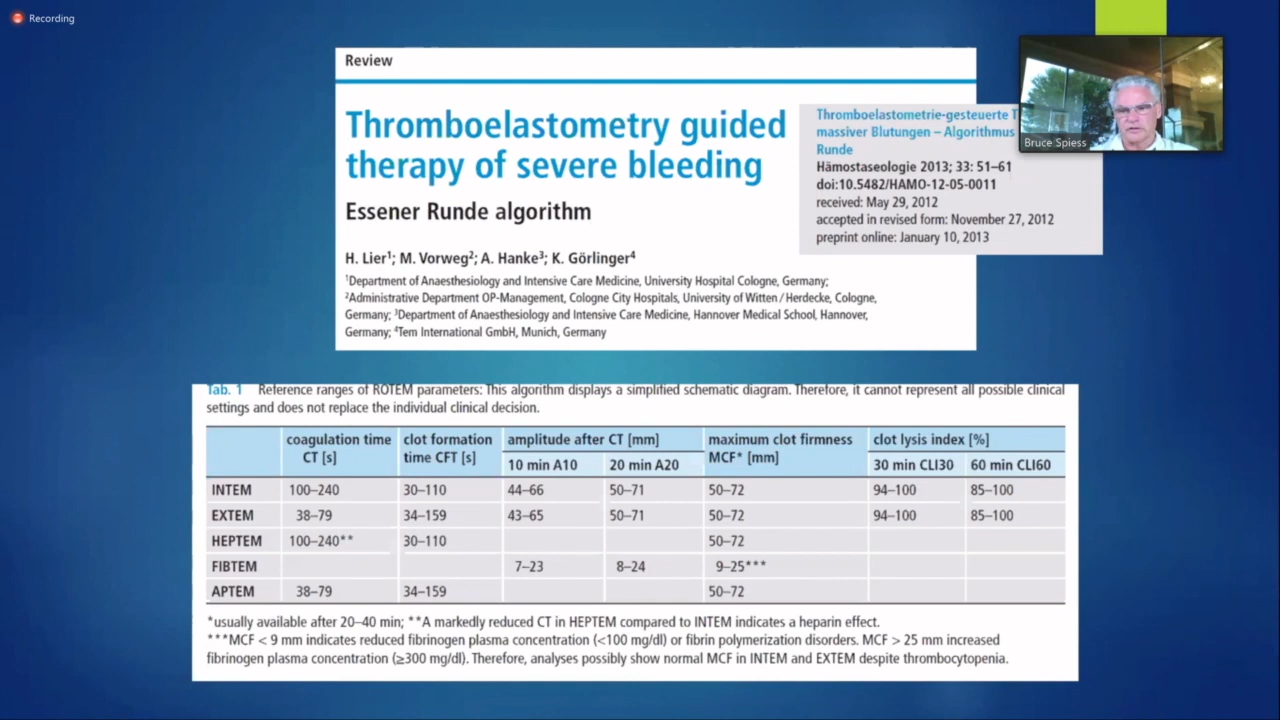 Recording
Review
Thromboelastometry guided
therapy of severe bleeding
Essener Runde algorithm
H. Lier1; M. Vorweg2; A. Hanke3; K. Görlinger4
1Department of Anaesthesiology and Intensive Care Medicine, University Hospital Cologne, Germany;
2Administrative Department OP-Management, Cologne City Hospitals, University of Witten/Herdecke, Cologne,
Germany; 3Department of Anaesthesiology and Intensive Care Medicine, Hannover Medical School, Hannover,
Germany; 4Tem International GmbH, Munich, Germany
Thromboelastometrie-gesteuerte
massiver Blutungen – Algorithmus
Runde
Hämostaseologie 2013; 33: 51–61
doi:10.5482/HAMO-12-05-0011
received: May 29, 2012
accepted in revised form: November 27, 2012
preprint online: January 10, 2013
Bruce Spiess
Tab. 1 Reference ranges of ROTEM parameters: This algorithm displays a simplified schematic diagram. Therefore, it cannot represent all possible clinical
settings and does not replace the individual clinical decision.
coagulation time clot formation amplitude after CT [mm] maximum clot firmness clot lysis index [%]
CT [s] time CFT [s] 10 min A10 20 min A20 MCF* [mm] 30 min CLI30 60 min CLI60
INTEM 100–240 30–110 44–66 50–71 50–72 94–100 85–100
EXTEM 38–79 34–159 43–65 50–71 50–72 94–100 85–100
HEPTEM 100–240** 30–110 50–72
FIBTEM 7–23 8–24 9–25***
APTEM 38–79 34–159 50–72
*usually available after 20–40 min; **A markedly reduced CT in HEPTEM compared to INTEM indicates a heparin effect.
***MCF < 9 mm indicates reduced fibrinogen plasma concentration (<100 mg/dl) or fibrin polymerization disorders. MCF > 25 mm increased
fibrinogen plasma concentration (≥300 mg/dl). Therefore, analyses possibly show normal MCF in INTEM and EXTEM despite thrombocytopenia.